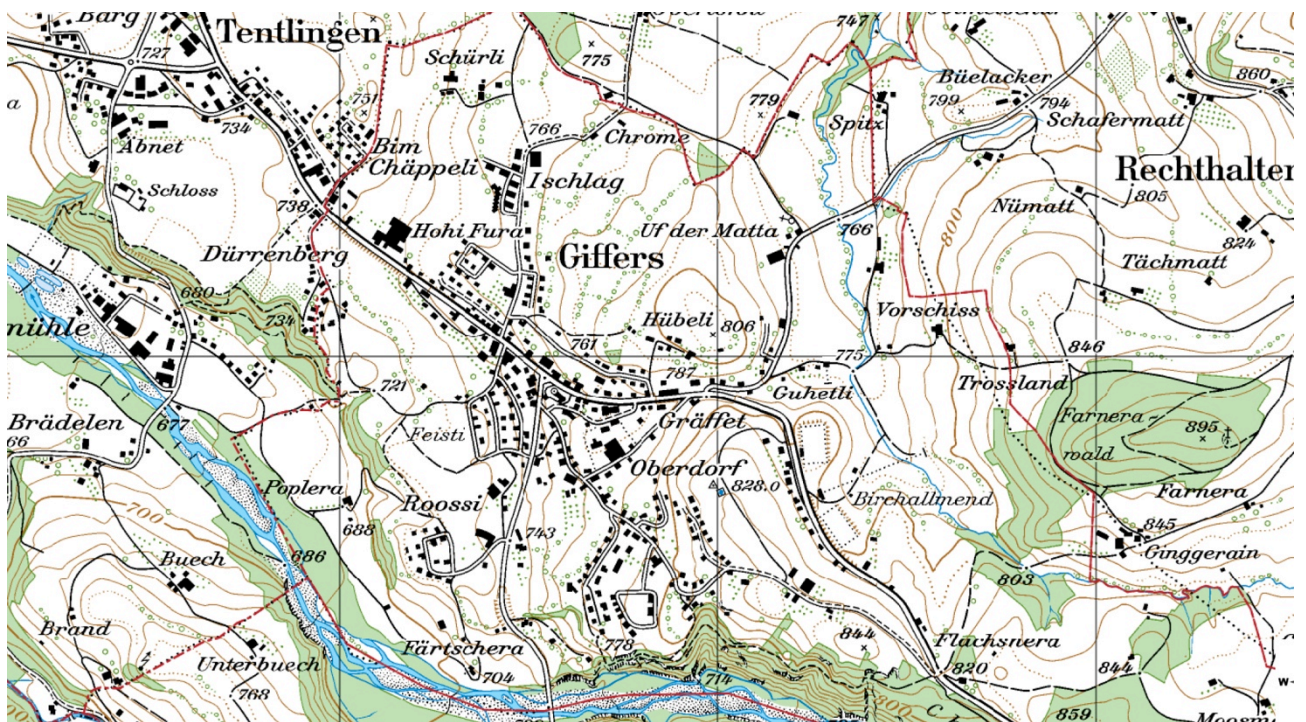 Bärg
Tentlingen
727
775
747
Schürli
Büelacker
860
751
779
799
794
a
734
766
Spitz
Schafermatt
Abnet
Bim
Chäppeli
Chrome
Rechthalten
Schloss
Ischlag
Nümatt
805
738
Hohi Fura
Uf der Matta
766
800
824
Dürrenberg
Giffers
Tächmatt
680
734
Hübeli
806
Vorschiss
mühle
761
775
846
721
787
Trossland
Guhetli
Brädelen
677
Gräffet
Farnera
wald
895
66
Feisti
Oberdorf
828.0
Poplera
Roossi
Birchallmend
Farnera
700
688
743
845
Buech
686
Ginggerain
803
Brand
Färtschera
778
844
Flachsnera
Unterbuech
704
714
820
844
768
900
859
C
W